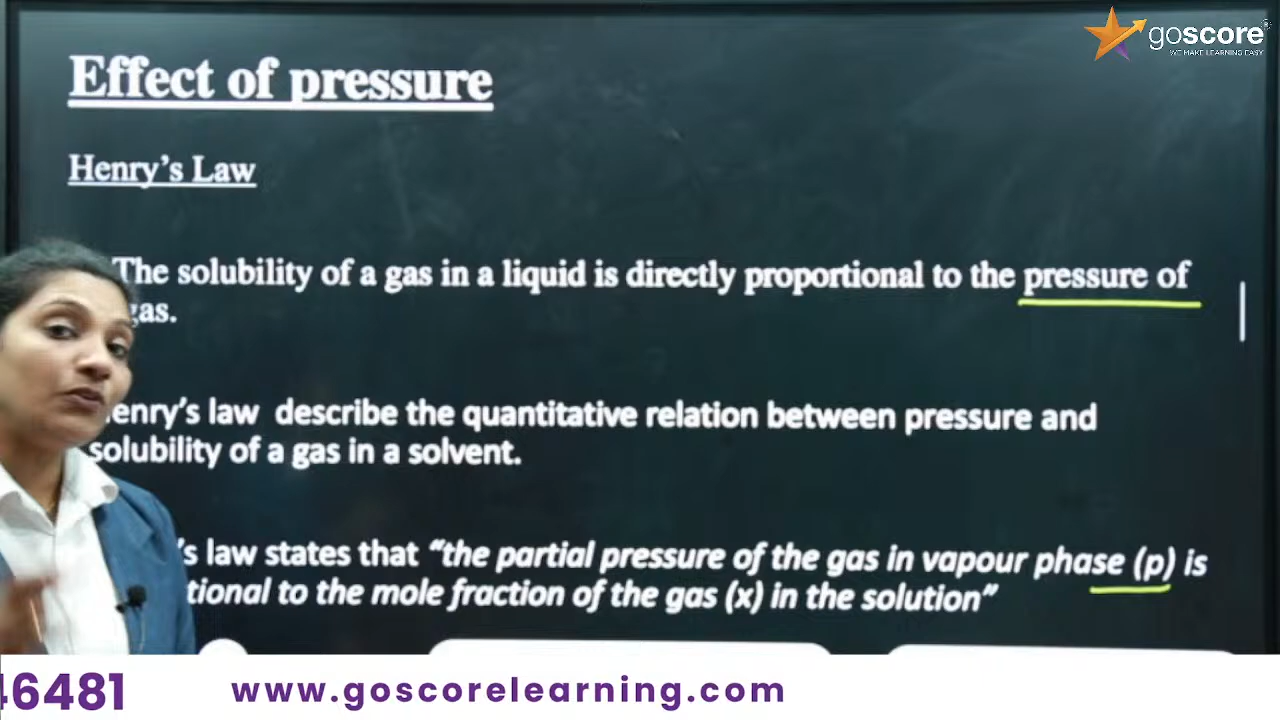 goscore
WE MAKE LEARNING EASY
Effect of pressure
Henry's Law
The solubility of a gas in a liquid is directly proportional to the pressure of
gas.
enry's law describe the quantitative relation between pressure and
solubility of a gas in a solvent.
's law states that "the partial pressure of the gas in vapour phase (p) is
tional to the mole fraction of the gas (x) in the solution"
46481
www.goscorelearning.com